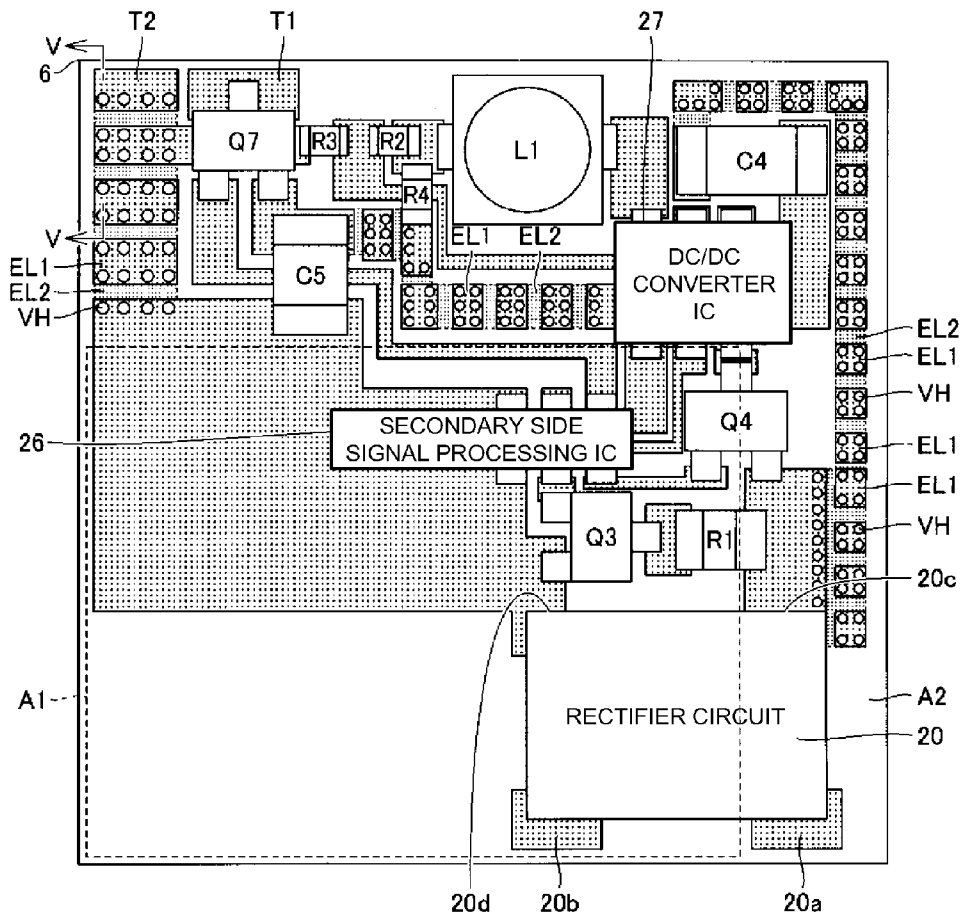 T2 T1 27
V
6
Q7 R3 R2 L1 C4
R4
V
EL1 EL2
EL1
EL2
VH
C5
DC/DC
CONVERTER
IC
EL2
EL1
VH
Q4
26
SECONDARY SIDE
SIGNAL PROCESSING IC
EL1
EL1
Q3 R1
VH
20c
A1
RECTIFIER CIRCUIT
A2
20
20d 20b 20a